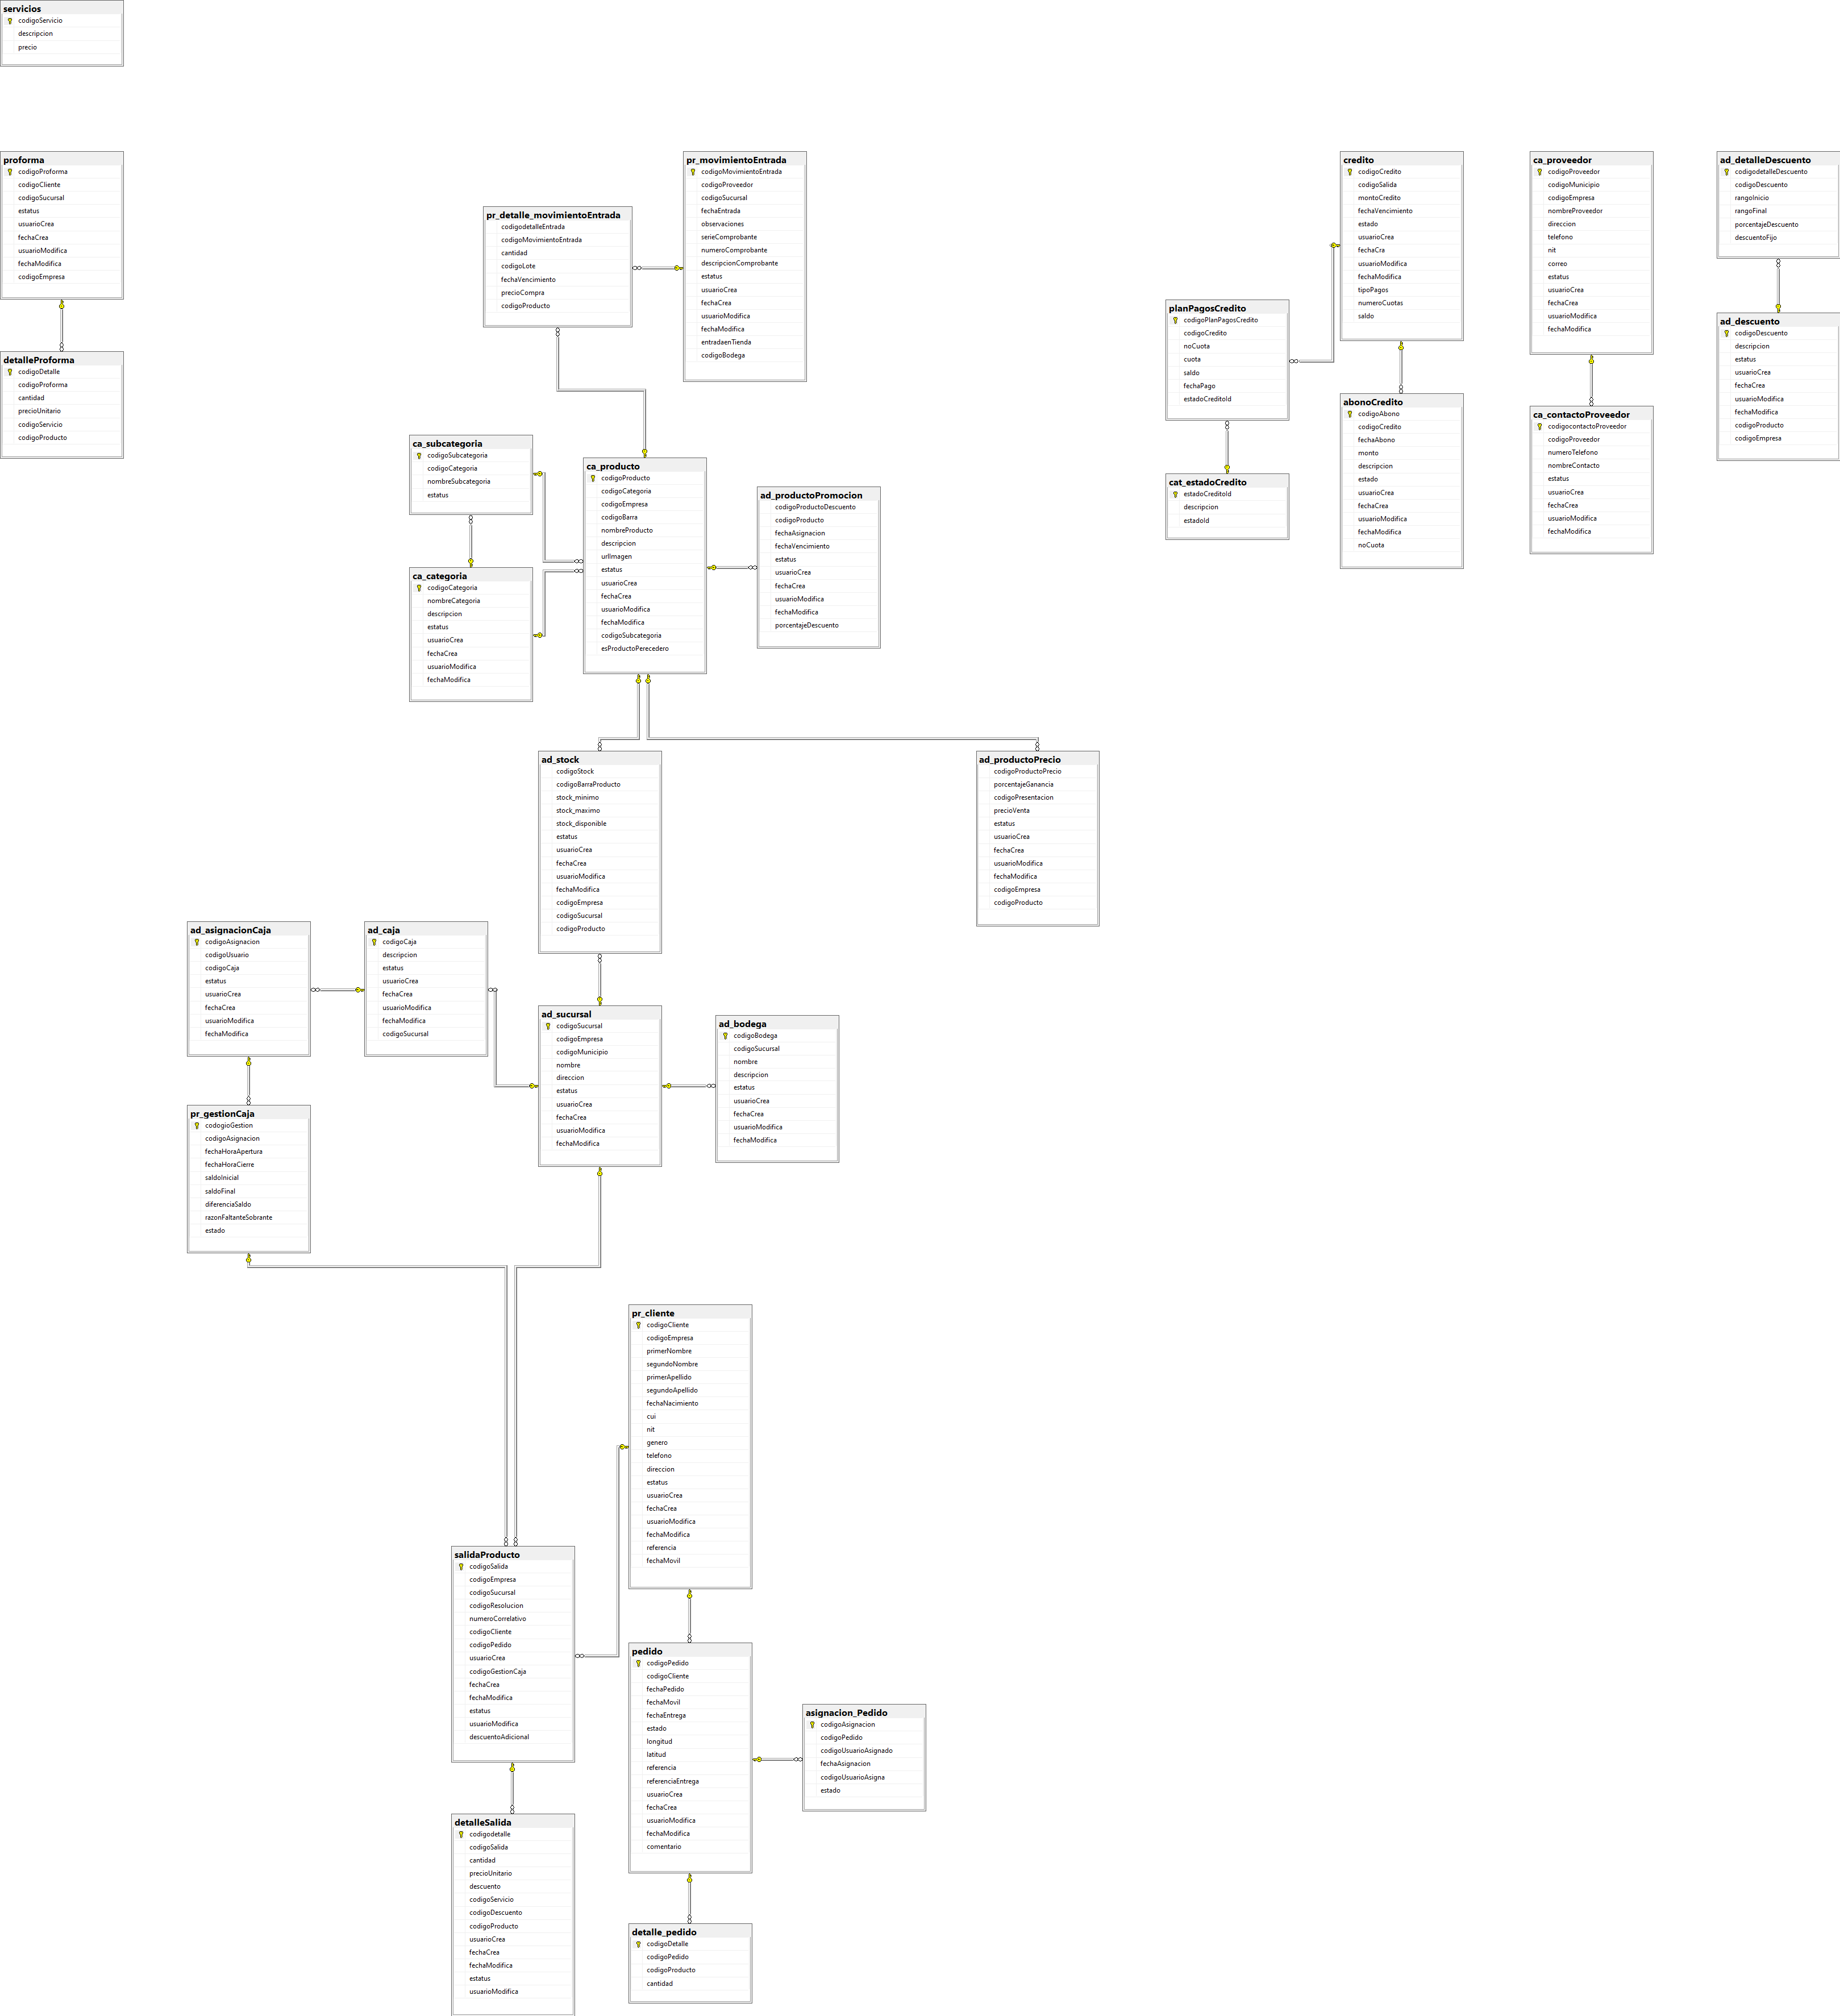 servicios
codigoServicio
descripcion
precio
proforma
codigoProforma
codigoCliente
codigoSucursal
estatus
usuarioCrea
fechaCrea
usuarioModifica
fechaModifica
codigoEmpresa
detalleProforma
codigoDetalle
codigoProforma
cantidad
precioUnitario
codigoServicio
codigoProducto
pr_movimientoEntrada
codigoMovimientoEntrada
codigoProveedor
codigoSucursal
fechaEntrada
observaciones
serieComprobante
numeroComprobante
descripcionComprobante
estatus
usuarioCrea
fechaCrea
usuarioModifica
fechaModifica
entradaenTienda
codigoBodega
pr_detalle_movimientoEntrada
codigodetalleEntrada
codigoMovimientoEntrada
cantidad
codigoLote
fechaVencimiento
precioCompra
codigoProducto
credito
codigoCredito
codigoSalida
montoCredito
fechaVencimiento
estado
usuarioCrea
fechaCra
usuarioModifica
fechaModifica
tipoPagos
numeroCuotas
saldo
ca_proveedor
codigoProveedor
codigoMunicipio
codigoEmpresa
nombreProveedor
direccion
telefono
nit
correo
estatus
usuarioCrea
fechaCrea
usuarioModifica
fechaModifica
ad_detalleDescuento
codigodetalleDescuento
codigoDescuento
rangoInicio
rangoFinal
porcentajeDescuento
descuentoFijo
planPagosCredito
codigoPlanPagosCredito
codigoCredito
noCuota
cuota
saldo
fechaPago
estadoCreditoId
ad_descuento
codigoDescuento
descripcion
estatus
usuarioCrea
fechaCrea
usuarioModifica
fechaModifica
codigoProducto
codigoEmpresa
abonoCredito
codigoAbono
codigoCredito
fechaAbono
monto
descripcion
estado
usuarioCrea
fechaCrea
usuarioModifica
fechaModifica
noCuota
ca_contactoProveedor
codigocontactoProveedor
codigoProveedor
numeroTelefono
nombreContacto
estatus
usuarioCrea
fechaCrea
usuarioModifica
fechaModifica
cat_estadoCredito
estadoCreditoId
descripcion
estadoId
ca_subcategoria
codigoSubcategoria
codigoCategoria
nombreSubcategoria
estatus
ca_producto
codigoProducto
codigoCategoria
codigoEmpresa
codigoBarra
nombreProducto
descripcion
urlImagen
estatus
usuarioCrea
fechaCrea
usuarioModifica
fechaModifica
codigoSubcategoria
esProductoPerecedero
ad_productoPromocion
codigoProductoDescuento
codigoProducto
fechaAsignacion
fechaVencimiento
estatus
usuarioCrea
fechaCrea
usuarioModifica
fechaModifica
porcentajeDescuento
ca_categoria
codigoCategoria
nombreCategoria
descripcion
estatus
usuarioCrea
fechaCrea
usuarioModifica
fechaModifica
ad_stock
codigoStock
codigoBarraProducto
stock_minimo
stock_maximo
stock_disponible
estatus
usuarioCrea
fechaCrea
usuarioModifica
fechaModifica
codigoEmpresa
codigoSucursal
codigoProducto
ad_productoPrecio
codigoProductoPrecio
porcentajeGanancia
codigoPresentacion
precioVenta
estatus
usuarioCrea
fechaCrea
usuarioModifica
fechaModifica
codigoEmpresa
codigoProducto
ad_asignacionCaja
codigoAsignacion
codigoUsuario
codigoCaja
estatus
usuarioCrea
fechaCrea
usuarioModifica
fechaModifica
ad_caja
codigoCaja
descripcion
estatus
usuarioCrea
fechaCrea
usuarioModifica
fechaModifica
codigoSucursal
ad_sucursal
codigoSucursal
codigoEmpresa
codigoMunicipio
nombre
direccion
estatus
usuarioCrea
fechaCrea
usuarioModifica
fechaModifica
ad_bodega
codigoBodega
codigoSucursal
nombre
descripcion
estatus
usuarioCrea
fechaCrea
usuarioModifica
fechaModifica
pr_gestionCaja
codogioGestion
codigoAsignacion
fechaHoraApertura
fechaHoraCierre
saldoInicial
saldoFinal
diferenciaSaldo
razonFaltanteSobrante
estado
pr_cliente
codigoCliente
codigoEmpresa
primerNombre
segundoNombre
primerApellido
segundoApellido
fechaNacimiento
cui
nit
genero
telefono
direccion
estatus
usuarioCrea
fechaCrea
usuarioModifica
fechaModifica
referencia
fechaMovil
salidaProducto
codigoSalida
codigoEmpresa
codigoSucursal
codigoResolucion
numeroCorrelativo
codigoCliente
codigoPedido
usuarioCrea
codigoGestionCaja
fechaCrea
fechaModifica
estatus
usuarioModifica
descuentoAdicional
pedido
codigoPedido
codigoCliente
fechaPedido
fechaMovil
fechaEntrega
estado
longitud
latitud
referencia
referenciaEntrega
usuarioCrea
fechaCrea
usuarioModifica
fechaModifica
comentario
asignacion_Pedido
codigoAsignacion
codigoPedido
codigoUsuarioAsignado
fechaAsignacion
codigoUsuarioAsigna
estado
detalleSalida
codigodetalle
codigoSalida
cantidad
precioUnitario
descuento
codigoServicio
codigoDescuento
codigoProducto
usuarioCrea
fechaCrea
fechaModifica
estatus
usuarioModifica
detalle_pedido
codigoDetalle
codigoPedido
codigoProducto
cantidad